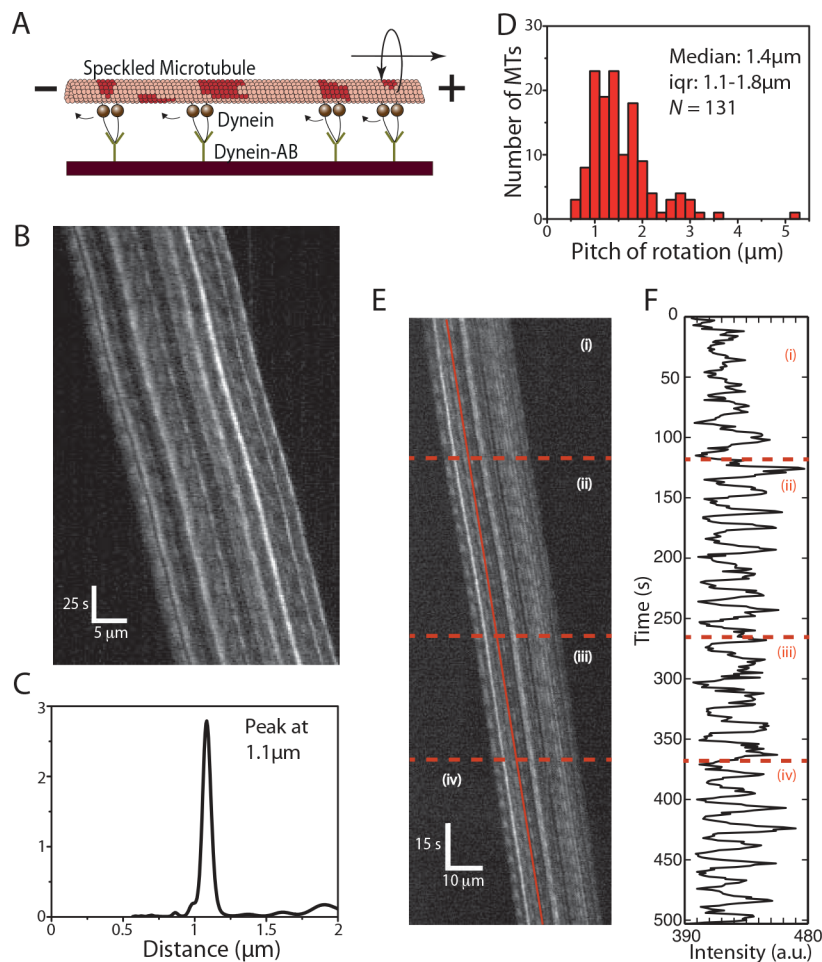 A
Speckled Microtubule
−
+
Dynein
Dynein-AB
B
25 s
5 µm
C
3
2
1
0
Peak at
1.1µm
0
0.5
1
1.5
2
Distance (µm)
D
30
20
10
0
Number of MTs
Median: 1.4µm
iqr: 1.1-1.8µm
N = 131
0
1
2
3
4
5
Pitch of rotation (µm)
E
(i)
(ii)
(iii)
(iv)
15 s
10 µm
F
0
50
100
150
200
250
300
350
400
450
500
Time (s)
(i)
(ii)
(iii)
(iv)
390
480
Intensity (a.u.)